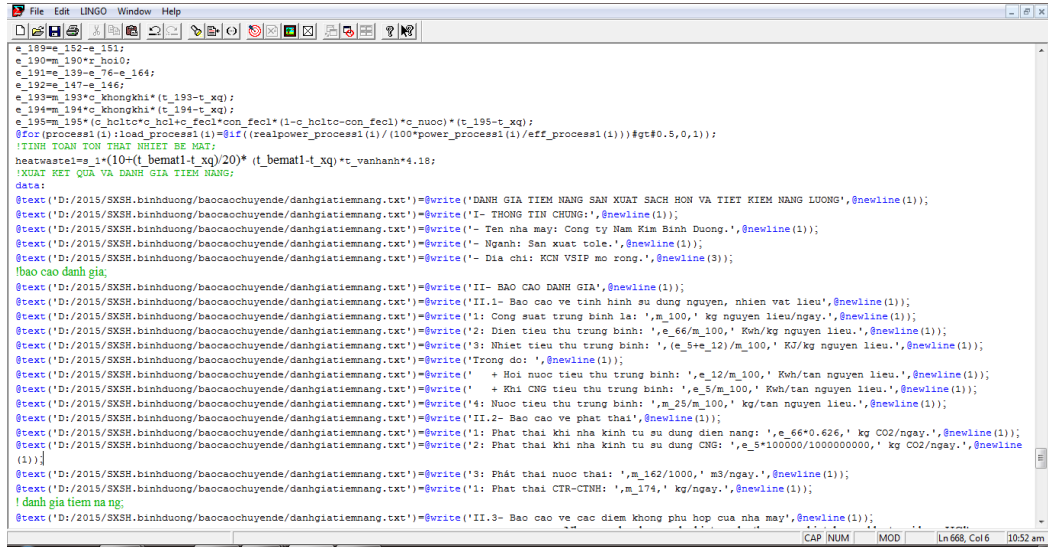 File Edit LINGO Window Help
e_189=e_152-e_151;
e_190=m_190*r_hoi0;
e_191=e_139-e_76-e_164;
e_192=e_147-e_146;
e_193=m_193*c_khongkhi*(t_193-t_xq);
e_194=m_194*c_khongkhi*(t_194-t_xq);
e_195=m_195*(c_hcltc*c_hcl+c_fecl*con_fecl*(1-c_hcltc-con_fecl)*c_nuoc)*(t_195-t_xq);
@for(process1(i):load_process1(i)=@if((realpower_process1(i)/(100*power_process1(i)/eff_process1(i)))#gt#0.5,0,1));
!TINH TOAN TON THAT NHIET BE MAT;
heatwaste1=s_1*(10+(t_bemat1-t_xq)/20)* (t_bemat1-t_xq)*t_vanhanh*4.18;
!XUAT KET QUA VA DANH GIA TIEM NANG;
data:
@text('D:/2015/SXSH.binhduong/baocaochuyende/danhgiatiemnang.txt')=@write('DANH GIA TIEM NANG SAN XUAT SACH HON VA TIET KIEM NANG LUONG',@newline(1));
@text('D:/2015/SXSH.binhduong/baocaochuyende/danhgiatiemnang.txt')=@write('I- THONG TIN CHUNG:',@newline(1));
@text('D:/2015/SXSH.binhduong/baocaochuyende/danhgiatiemnang.txt')=@write('- Ten nha may: Cong ty Nam Kim Binh Duong.',@newline(1));
@text('D:/2015/SXSH.binhduong/baocaochuyende/danhgiatiemnang.txt')=@write('- Nganh: San xuat tole.',@newline(1));
@text('D:/2015/SXSH.binhduong/baocaochuyende/danhgiatiemnang.txt')=@write('- Dia chi: KCN VSIP mo rong.',@newline(3));
!bao cao danh gia;
@text('D:/2015/SXSH.binhduong/baocaochuyende/danhgiatiemnang.txt')=@write('II- BAO CAO DANH GIA',@newline(1));
@text('D:/2015/SXSH.binhduong/baocaochuyende/danhgiatiemnang.txt')=@write('II.1- Bao cao ve tinh hinh su dung nguyen, nhien vat lieu',@newline(1));
@text('D:/2015/SXSH.binhduong/baocaochuyende/danhgiatiemnang.txt')=@write('1: Cong suat trung binh la: ',m_100,' kg nguyen lieu/ngay.',@newline(1));
@text('D:/2015/SXSH.binhduong/baocaochuyende/danhgiatiemnang.txt')=@write('2: Dien tieu thu trung binh: ',e_66/m_100,' Kwh/kg nguyen lieu.',@newline(1));
@text('D:/2015/SXSH.binhduong/baocaochuyende/danhgiatiemnang.txt')=@write('3: Nhiet tieu thu trung binh: ',(e_5+e_12)/m_100,' KJ/kg nguyen lieu.',@newline(1));
@text('D:/2015/SXSH.binhduong/baocaochuyende/danhgiatiemnang.txt')=@write('Trong do: ',@newline(1));
@text('D:/2015/SXSH.binhduong/baocaochuyende/danhgiatiemnang.txt')=@write('   + Hoi nuoc tieu thu trung binh: ',e_12/m_100,' Kwh/tan nguyen lieu.',@newline(1));
@text('D:/2015/SXSH.binhduong/baocaochuyende/danhgiatiemnang.txt')=@write('   + Khi CNG tieu thu trung binh: ',e_5/m_100,' Kwh/tan nguyen lieu.',@newline(1));
@text('D:/2015/SXSH.binhduong/baocaochuyende/danhgiatiemnang.txt')=@write('4: Nuoc tieu thu trung binh: ',m_25/m_100,' kg/tan nguyen lieu.',@newline(1));
@text('D:/2015/SXSH.binhduong/baocaochuyende/danhgiatiemnang.txt')=@write('II.2- Bao cao ve phat thai',@newline(1));
@text('D:/2015/SXSH.binhduong/baocaochuyende/danhgiatiemnang.txt')=@write('1: Phat thai khi nha kinh tu su dung dien nang: ',e_66*0.626,' kg CO2/ngay.',@newline(1));
@text('D:/2015/SXSH.binhduong/baocaochuyende/danhgiatiemnang.txt')=@write('2: Phat thai khi nha kinh tu su dung CNG: ',e_5*100000/1000000000,' kg CO2/ngay.',@newline
(1));
@text('D:/2015/SXSH.binhduong/baocaochuyende/danhgiatiemnang.txt')=@write('3: Phát thai nuoc thai: ',m_162/1000,' m3/ngay.',@newline(1));
@text('D:/2015/SXSH.binhduong/baocaochuyende/danhgiatiemnang.txt')=@write('1: Phat thai CTR-CTNH: ',m_174,' kg/ngay.',@newline(1));
! danh gia tiem na ng;
@text('D:/2015/SXSH.binhduong/baocaochuyende/danhgiatiemnang.txt')=@write('II.3- Bao cao ve cac diem khong phu hop cua nha may',@newline(1));
CAP NUM MOD Ln 668, Col 6 10:52 am